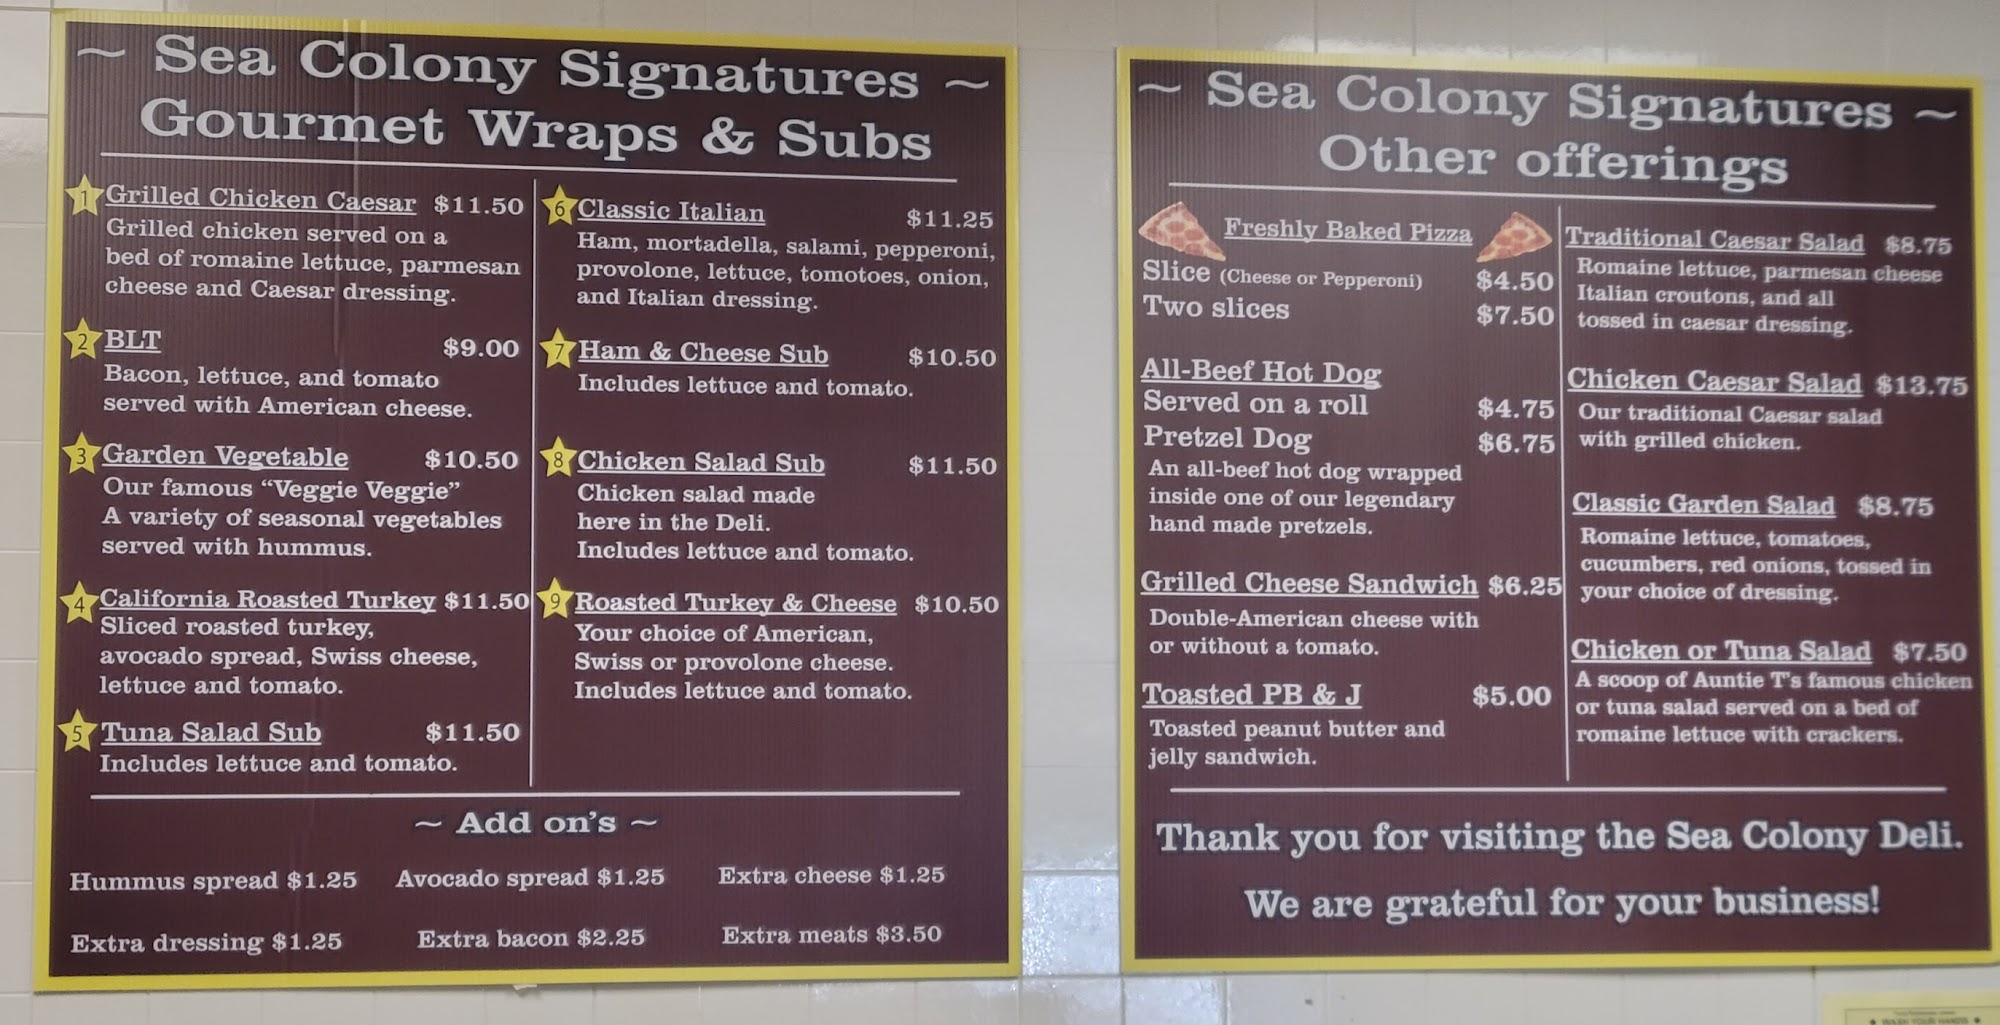 ~ Sea Colony Signatures ~
Gourmet Wraps & Subs
1 Grilled Chicken Caesar $11.50
Grilled chicken served on a
bed of romaine lettuce, parmesan
cheese and Caesar dressing.
2 BLT $9.00
Bacon, lettuce, and tomato
served with American cheese.
3 Garden Vegetable $10.50
Our famous "Veggie Veggie"
A variety of seasonal vegetables
served with hummus.
4 California Roasted Turkey $11.50
Sliced roasted turkey,
avocado spread, Swiss cheese,
lettuce and tomato.
5 Tuna Salad Sub $11.50
Includes lettuce and tomato.
6 Classic Italian $11.25
Ham, mortadella, salami, pepperoni,
provolone, lettuce, tomotoes, onion,
and Italian dressing.
7 Ham & Cheese Sub $10.50
Includes lettuce and tomato.
8 Chicken Salad Sub $11.50
Chicken salad made
here in the Deli.
Includes lettuce and tomato.
9 Roasted Turkey & Cheese $10.50
Your choice of American,
Swiss or provolone cheese.
Includes lettuce and tomato.
~ Add on's ~
Hummus spread $1.25 Avocado spread $1.25 Extra cheese $1.25
Extra dressing $1.25 Extra bacon $2.25 Extra meats $3.50
~ Sea Colony Signatures ~
Other offerings
Freshly Baked Pizza
Slice (Cheese or Pepperoni) $4.50
Two slices $7.50
All-Beef Hot Dog
Served on a roll $4.75
Pretzel Dog $6.75
An all-beef hot dog wrapped
inside one of our legendary
hand made pretzels.
Grilled Cheese Sandwich $6.25
Double-American cheese with
or without a tomato.
Toasted PB & J $5.00
Toasted peanut butter and
jelly sandwich.
Traditional Caesar Salad $8.75
Romaine lettuce, parmesan cheese
Italian croutons, and all
tossed in caesar dressing.
Chicken Caesar Salad $13.75
Our traditional Caesar salad
with grilled chicken.
Classic Garden Salad $8.75
Romaine lettuce, tomatoes,
cucumbers, red onions, tossed in
your choice of dressing.
Chicken or Tuna Salad $7.50
A scoop of Auntie T's famous chicken
or tuna salad served on a bed of
romaine lettuce with crackers.
Thank you for visiting the Sea Colony Deli.
We are grateful for your business!
WASH YOUR HANDS